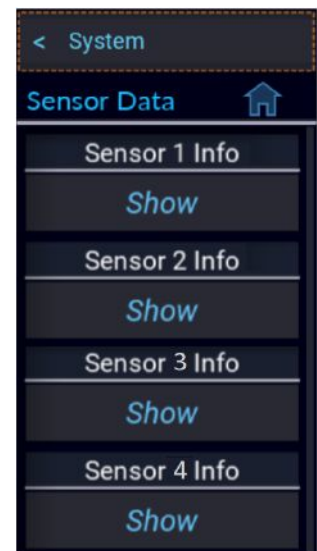 < System
Sensor Data
Sensor 1 Info
Show
Sensor 2 Info
Show
Sensor 3 Info
Show
Sensor 4 Info
Show